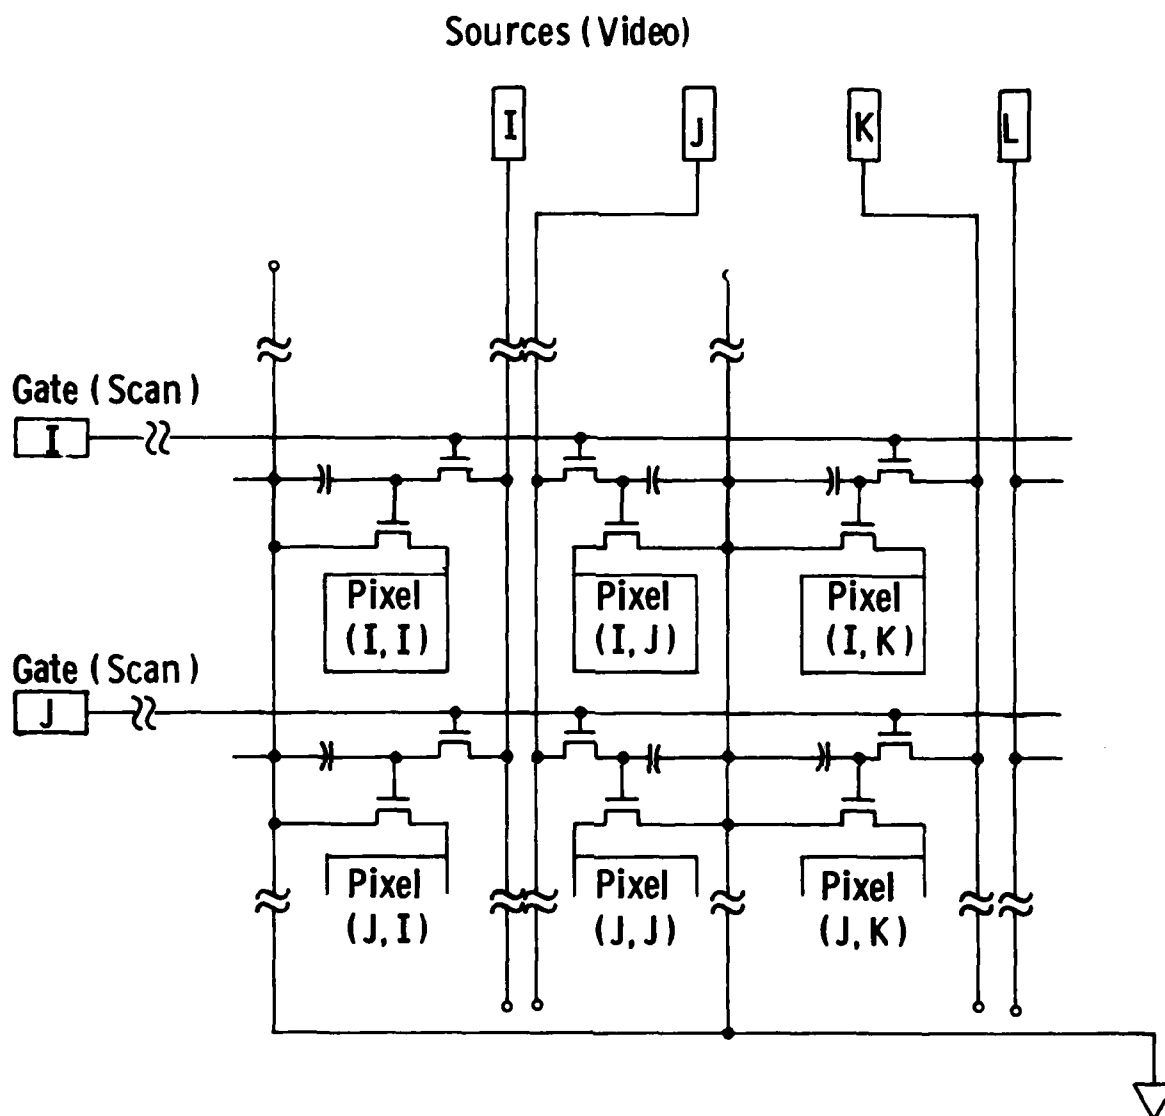 Sources (Video)
I J K L
Gate (Scan)
I
Pixel Pixel Pixel
(I, I) (I, J) (I, K)
Gate (Scan)
J
Pixel Pixel Pixel
(J, I) (J, J) (J, K)